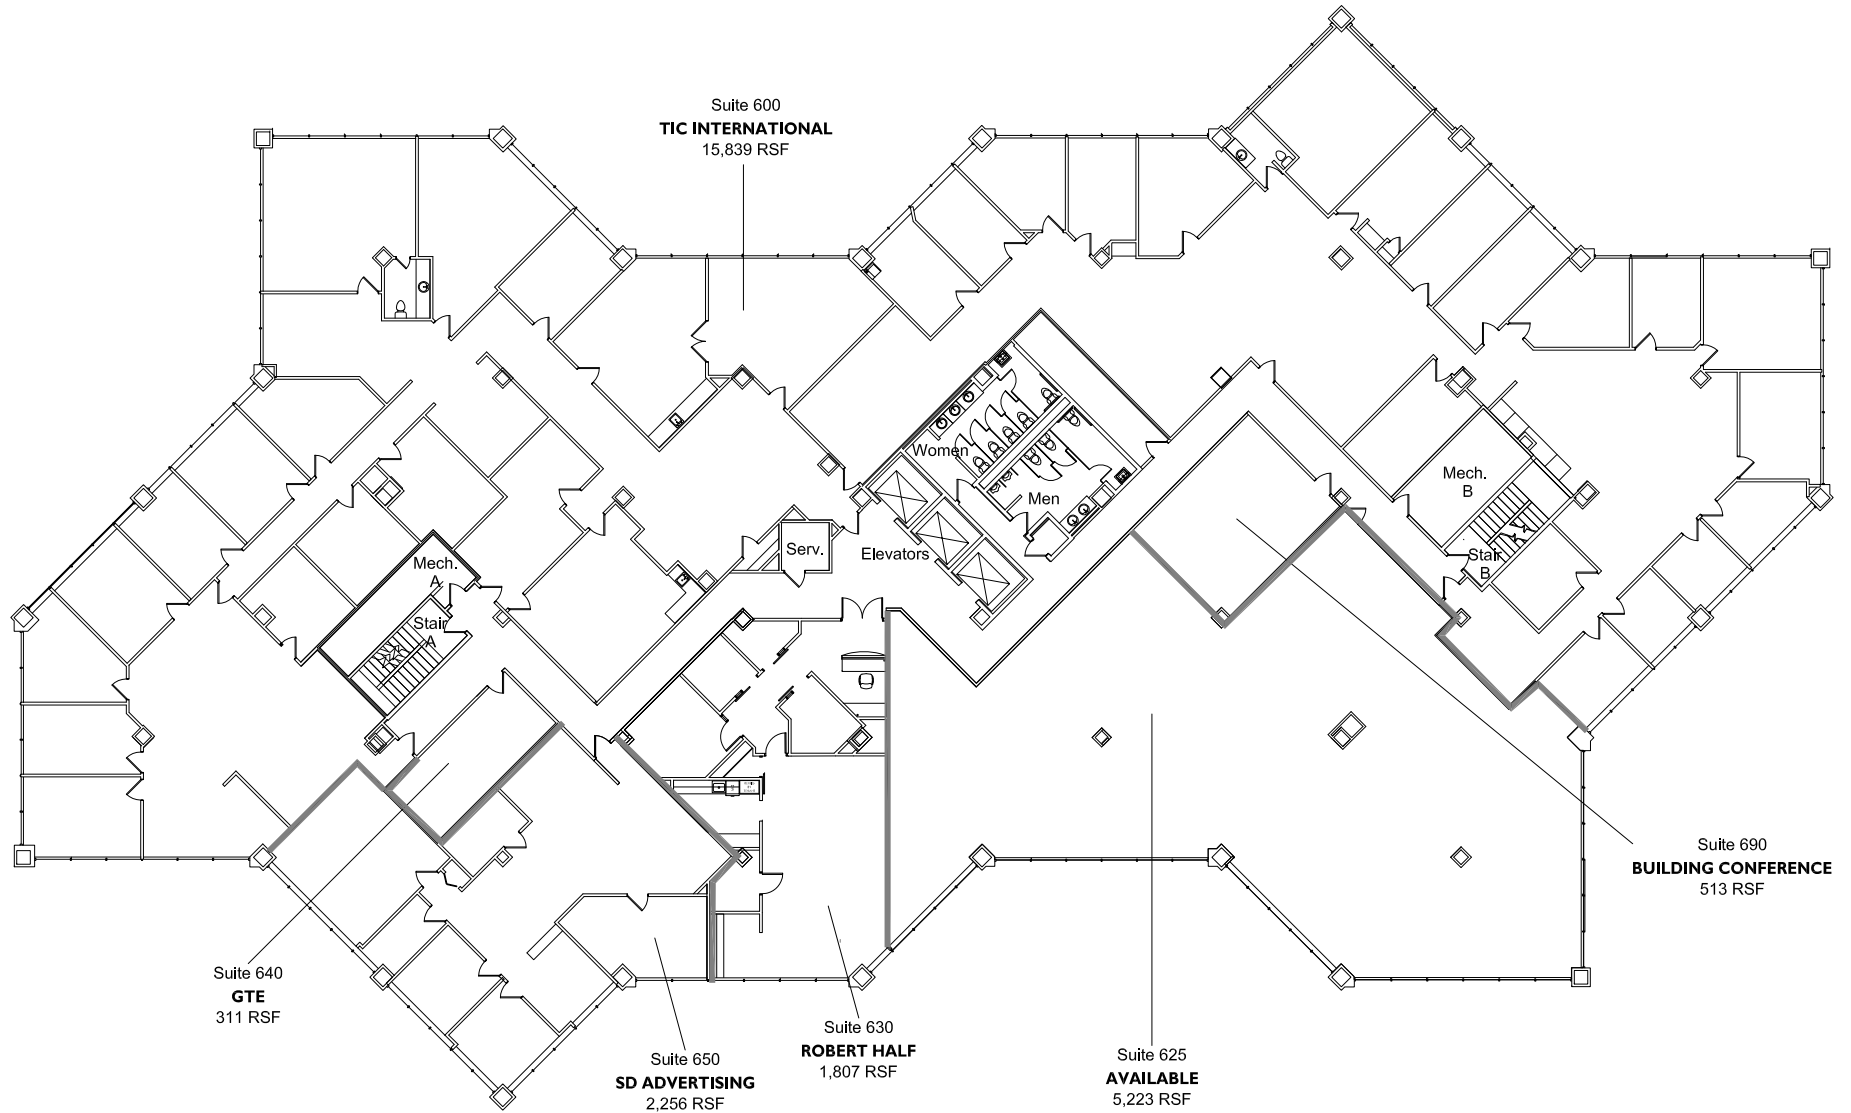 Suite 600
TIC INTERNATIONAL
15,839 RSF
Women
Men
Mech.
B
Serv.
Elevators
Stair
B
Mech.
A
Stair
A
Suite 690
BUILDING CONFERENCE
513 RSF
Suite 640
GTE
311 RSF
Suite 630
ROBERT HALF
1,807 RSF
Suite 650
SD ADVERTISING
2,256 RSF
Suite 625
AVAILABLE
5,223 RSF